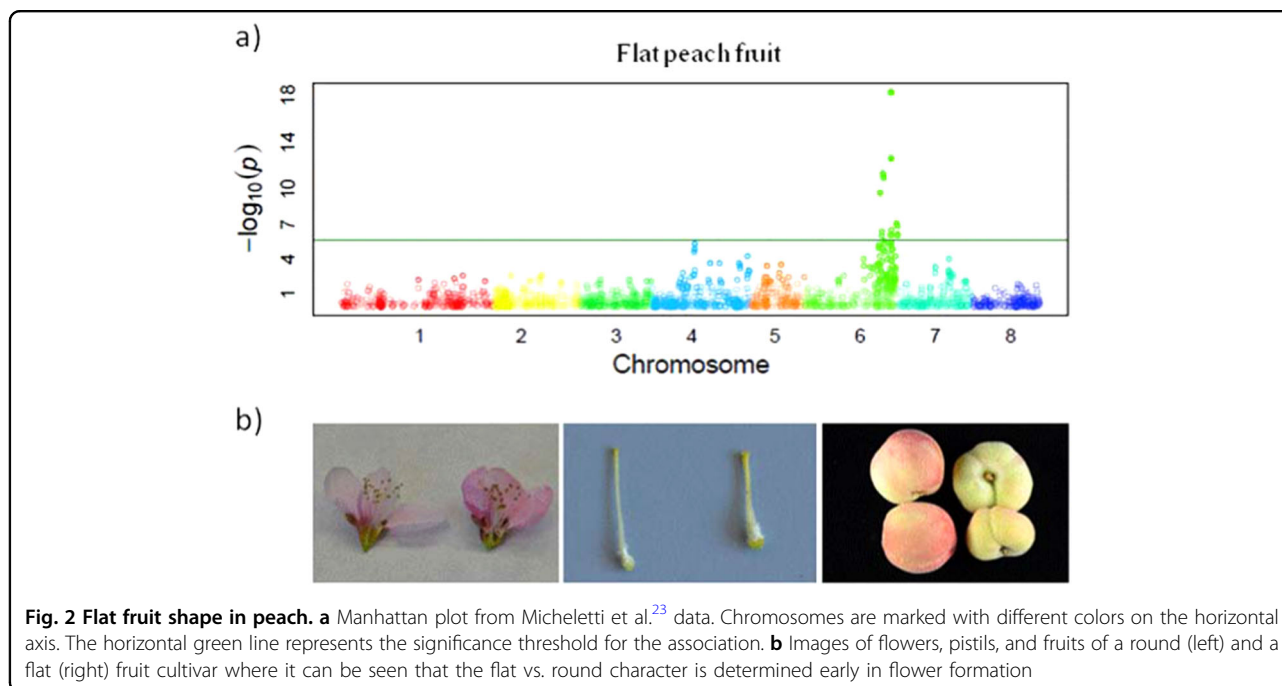 a)
Flat peach fruit
18
14
10
7
4
1
−log10(p)
1 2 3 4 5 6 7 8
Chromosome
b)
Fig. 2 Flat fruit shape in peach. a Manhattan plot from Micheletti et al.23 data. Chromosomes are marked with different colors on the horizontal
axis. The horizontal green line represents the significance threshold for the association. b Images of flowers, pistils, and fruits of a round (left) and a
flat (right) fruit cultivar where it can be seen that the flat vs. round character is determined early in flower formation